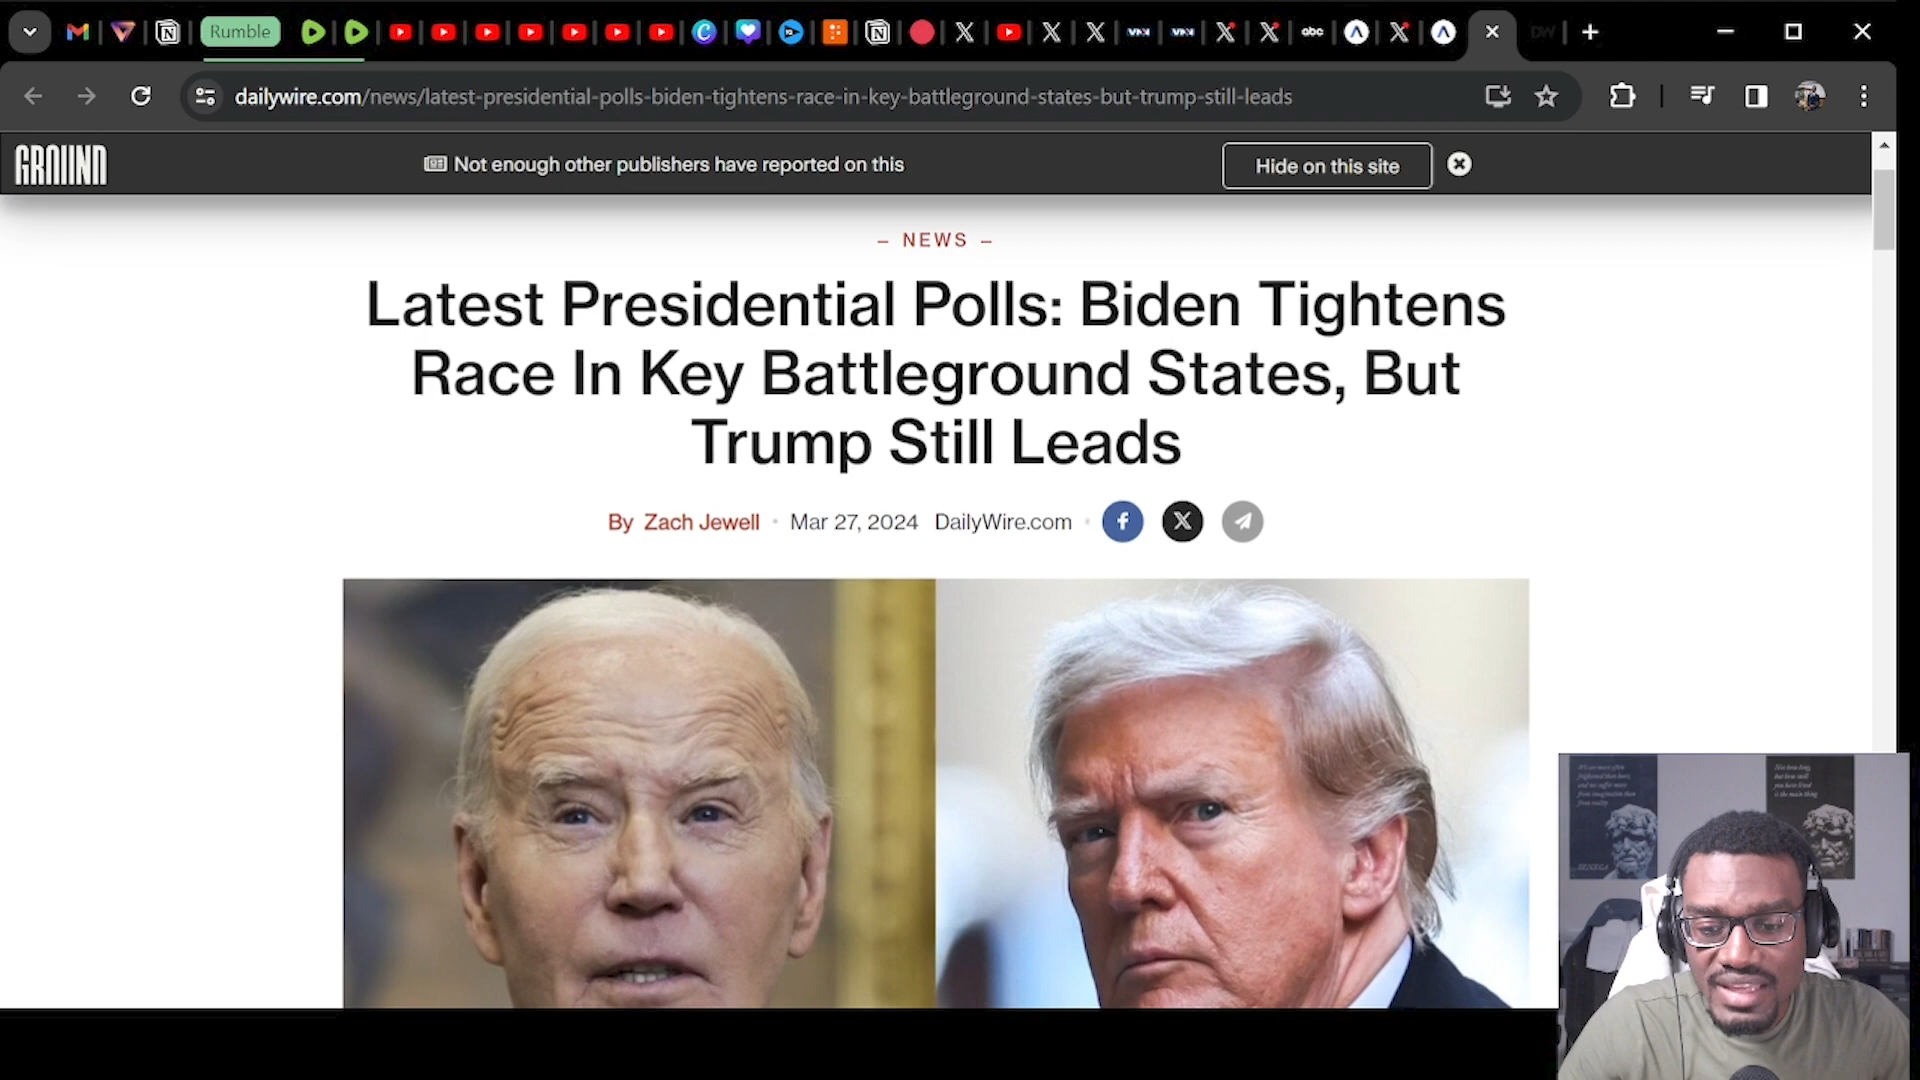 Rumble
abc
DW
dailywire.com/news/latest-presidential-polls-biden-tightens-race-in-key-battleground-states-but-trump-still-leads
GROUND
Not enough other publishers have reported on this
Hide on this site
– NEWS –
Latest Presidential Polls: Biden Tightens
Race In Key Battleground States, But
Trump Still Leads
By Zach Jewell • Mar 27, 2024 DailyWire.com •